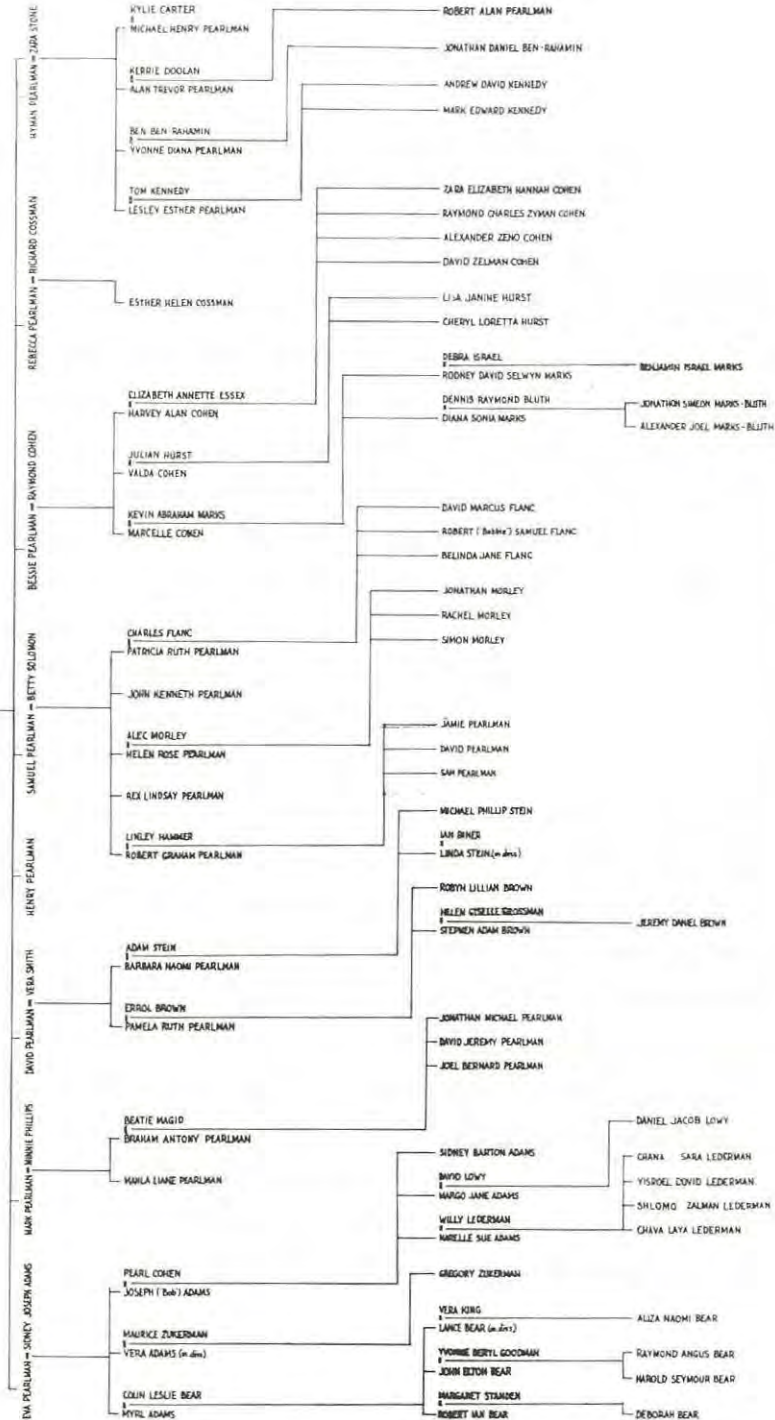 HYMAN PEARLMAN = ZARA STONE
KYLIE CARTER
MICHAEL HENRY PEARLMAN
KERRIE DOOLAN
ALAN TREVOR PEARLMAN
ROBERT ALAN PEARLMAN
BEN BEN-RAHAMIN
YVONNE DIANA PEARLMAN
JONATHAN DANIEL BEN-RAHAMIN
TOM KENNEDY
LESLEY ESTHER PEARLMAN
ANDREW DAVID KENNEDY
MARK EDWARD KENNEDY
REBECCA PEARLMAN = RICHARD COSSMAN
ESTHER HELEN COSSMAN
BESSIE PEARLMAN = RAYMOND COHEN
ELIZABETH ANNETTE ESSEX
HARVEY ALAN COHEN
ZARA ELIZABETH HANNAH COHEN
RAYMOND CHARLES ZYMAN COHEN
ALEXANDER ZENO COHEN
DAVID ZELMAN COHEN
JULIAN HURST
VALDA COHEN
LISA JANINE HURST
CHERYL LORETTA HURST
KEVIN ABRAHAM MARKS
MARCELLE COHEN
DEBRA ISRAEL
RODNEY DAVID SELWYN MARKS
BENJAMIN ISRAEL MARKS
DENNIS RAYMOND BLUTH
DIANA SONIA MARKS
JONATHON SIMEON MARKS-BLUTH
ALEXANDER JOEL MARKS-BLUTH
SAMUEL PEARLMAN = BETTY SOLOMON
CHARLES FLANC
PATRICIA RUTH PEARLMAN
DAVID MARCUS FLANC
ROBERT ('Bobbie') SAMUEL FLANC
BELINDA JANE FLANC
JOHN KENNETH PEARLMAN
ALEC MORLEY
HELEN ROSE PEARLMAN
JONATHAN MORLEY
RACHEL MORLEY
SIMON MORLEY
REX LINDSAY PEARLMAN
LINLEY HAMMER
ROBERT GRAHAM PEARLMAN
JAMIE PEARLMAN
DAVID PEARLMAN
SAM PEARLMAN
HENRY PEARLMAN
DAVID PEARLMAN = VERA SMITH
ADAM STEIN
BARBARA NAOMI PEARLMAN
MICHAEL PHILLIP STEIN
IAN BINER
LINDA STEIN (m diss)
ERROL BROWN
PAMELA RUTH PEARLMAN
ROBYN LILLIAN BROWN
HELEN GISELLE GROSSMAN
STEPHEN ADAM BROWN
JEREMY DANIEL BROWN
MARK PEARLMAN = MINNIE PHILLIPS
BEATIE MAGID
BRAHAM ANTONY PEARLMAN
JONATHAN MICHAEL PEARLMAN
DAVID JEREMY PEARLMAN
JOEL BERNARD PEARLMAN
MAHLA LIANE PEARLMAN
EVA PEARLMAN = SIDNEY JOSEPH ADAMS
PEARL COHEN
JOSEPH ('Bob') ADAMS
SIDNEY BARTON ADAMS
DAVID LOWY
MARGO JANE ADAMS
DANIEL JACOB LOWY
WILLY LEDERMAN
NARELLE SUE ADAMS
CHANA SARA LEDERMAN
YISROEL DOVID LEDERMAN
SHLOMO ZALMAN LEDERMAN
CHAVA LAYA LEDERMAN
MAURICE ZUKERMAN
VERA ADAMS (m diss)
GREGORY ZUKERMAN
COLIN LESLIE BEAR
MYRL ADAMS
VERA KING
LANCE BEAR (m diss)
ALIZA NAOMI BEAR
YVONNE BERYL GOODMAN
JOHN ELTON BEAR
RAYMOND ANGUS BEAR
HAROLD SEYMOUR BEAR
MARGARET STANDEN
ROBERT IAN BEAR
DEBORAH BEAR